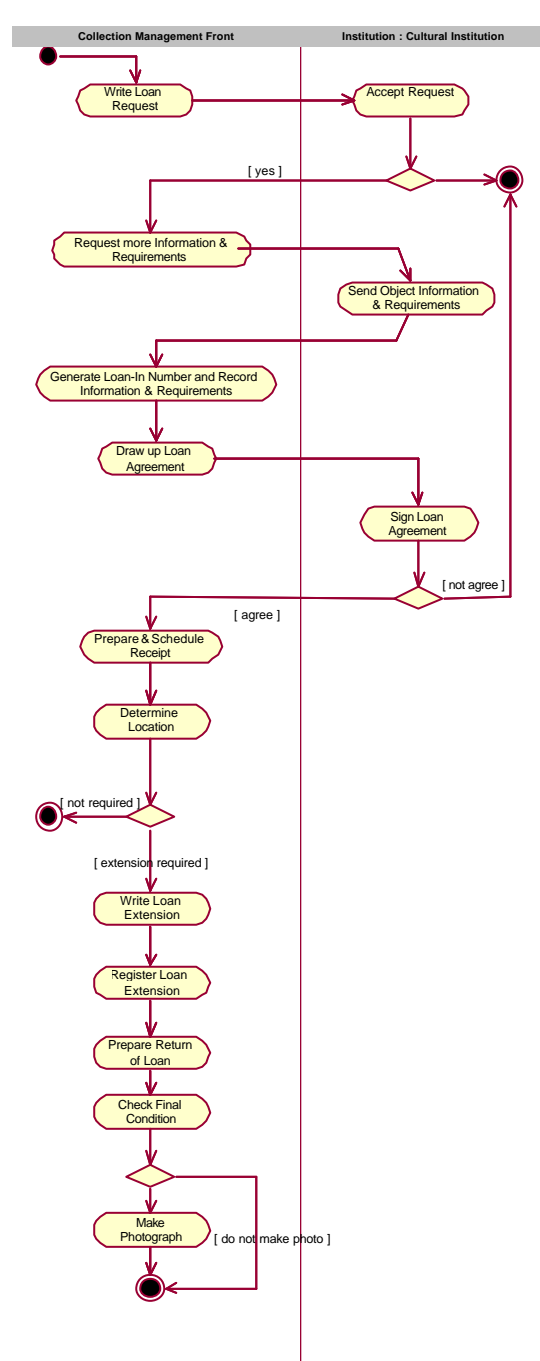 Collection Management Front
Institution : Cultural Institution
Write Loan
Request
Accept Request
[ yes ]
Request more Information &
Requirements
Send Object Information
& Requirements
Generate Loan-In Number and Record
Information & Requirements
Draw up Loan
Agreement
Sign Loan
Agreement
[ not agree ]
[ agree ]
Prepare & Schedule
Receipt
Determine
Location
[ not required ]
[ extension required ]
Write Loan
Extension
Register Loan
Extension
Prepare Return
of Loan
Check Final
Condition
Make
Photograph
[ do not make photo ]